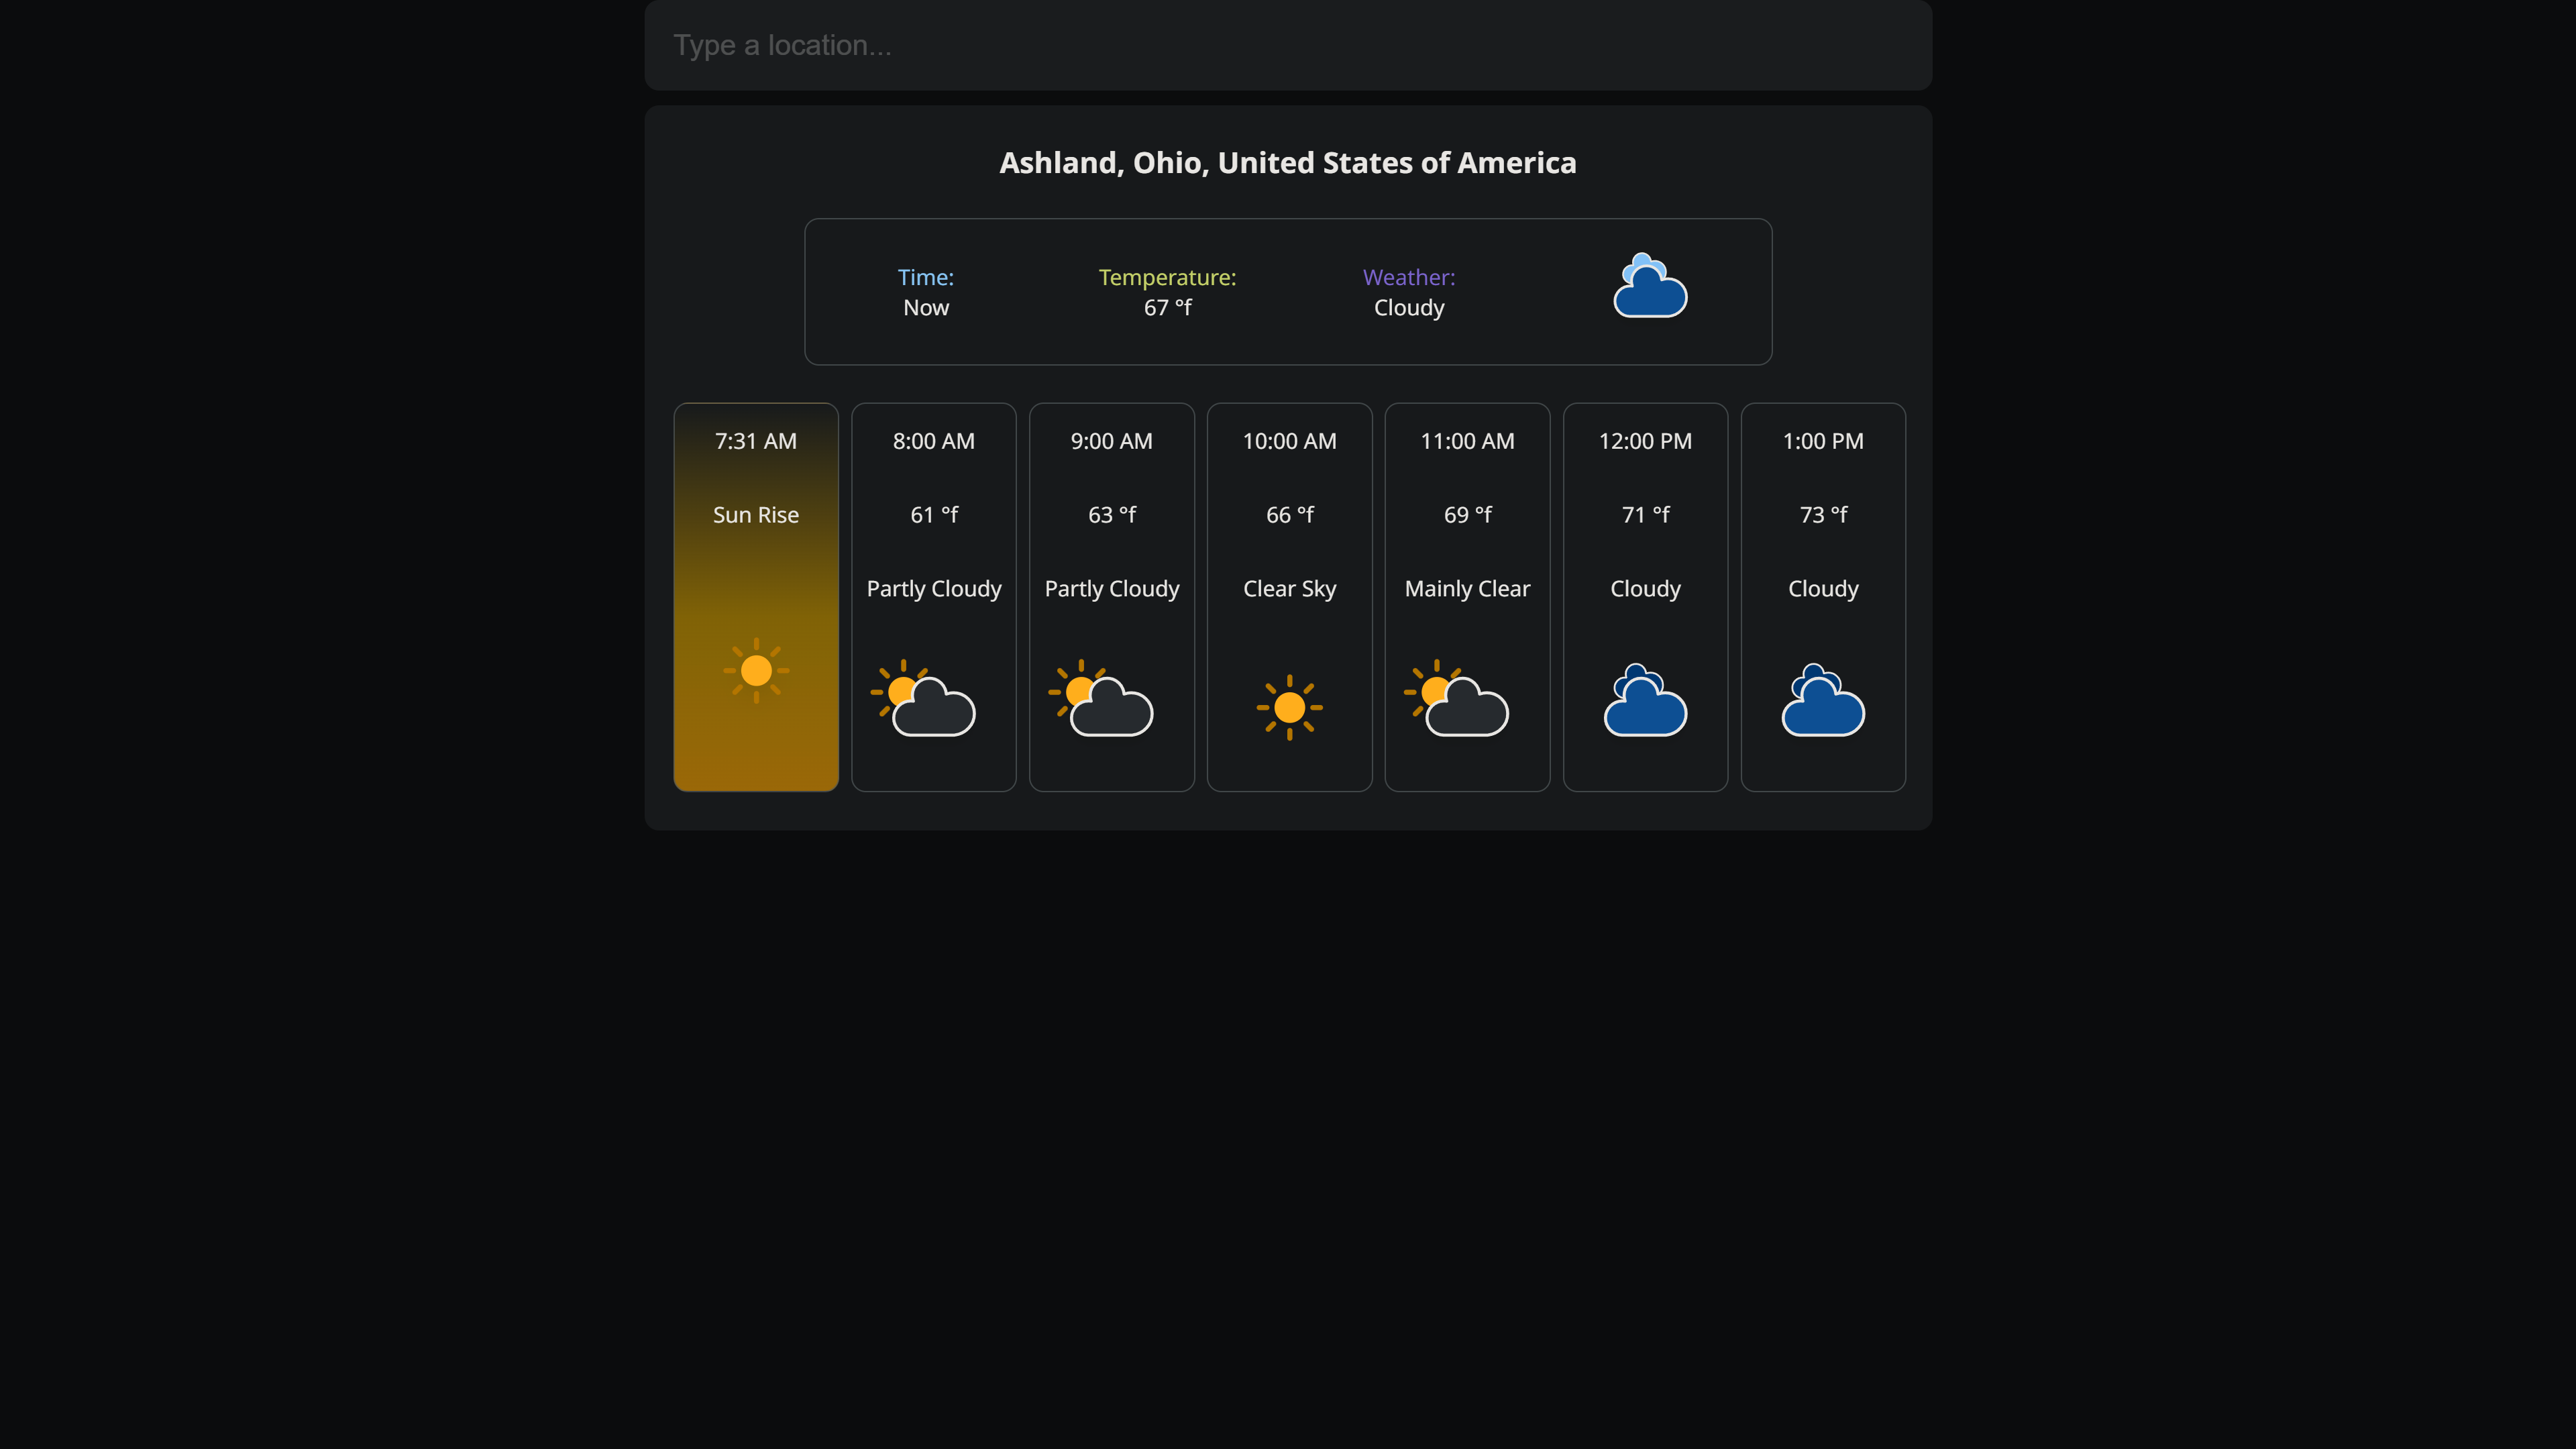 Type a location...
Ashland, Ohio, United States of America
Time:
Now
Temperature:
67 °f
Weather:
Cloudy
7:31 AM
Sun Rise
8:00 AM
61 °f
Partly Cloudy
9:00 AM
63 °f
Partly Cloudy
10:00 AM
66 °f
Clear Sky
11:00 AM
69 °f
Mainly Clear
12:00 PM
71 °f
Cloudy
1:00 PM
73 °f
Cloudy